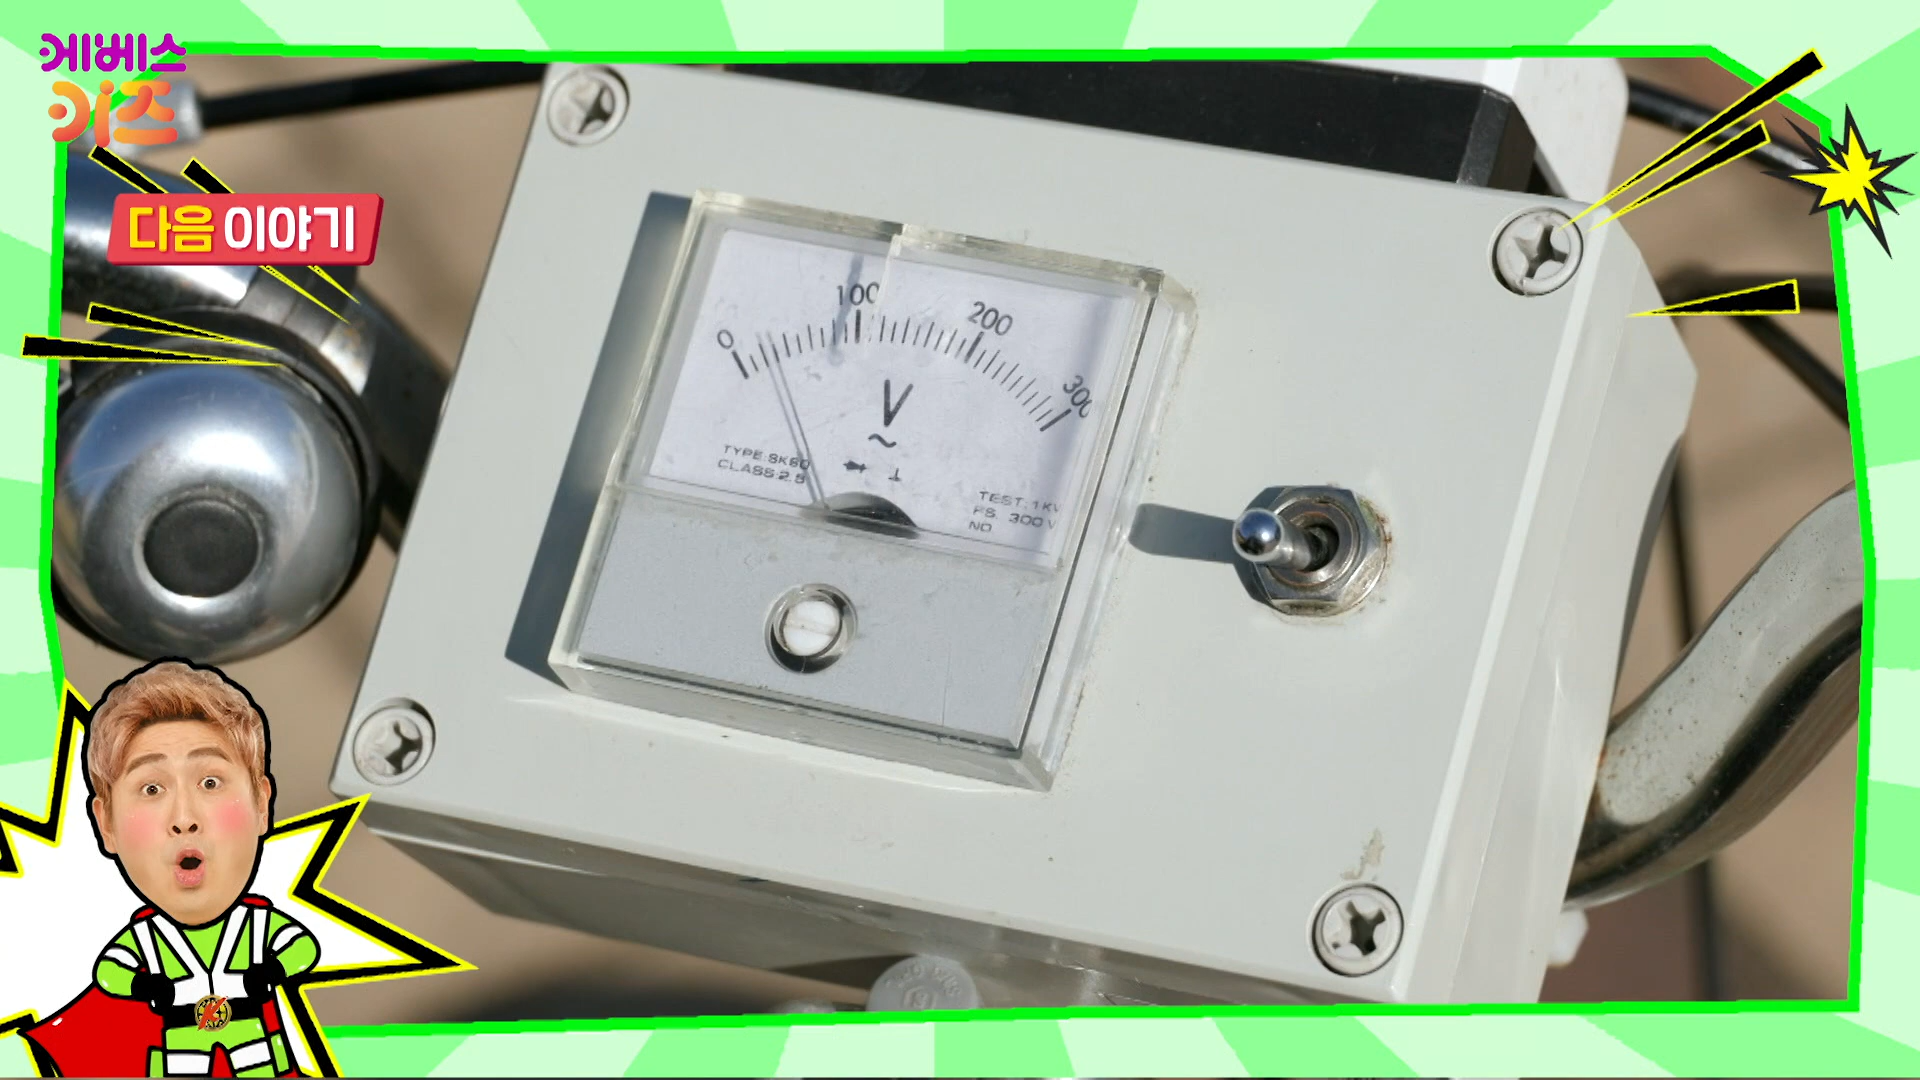 케베스
키즈
다음 이야기
0 100 200 300
V
~
TYPE:SK60
CLASS:2.5
TEST:1KV
FS. 300 V
NO